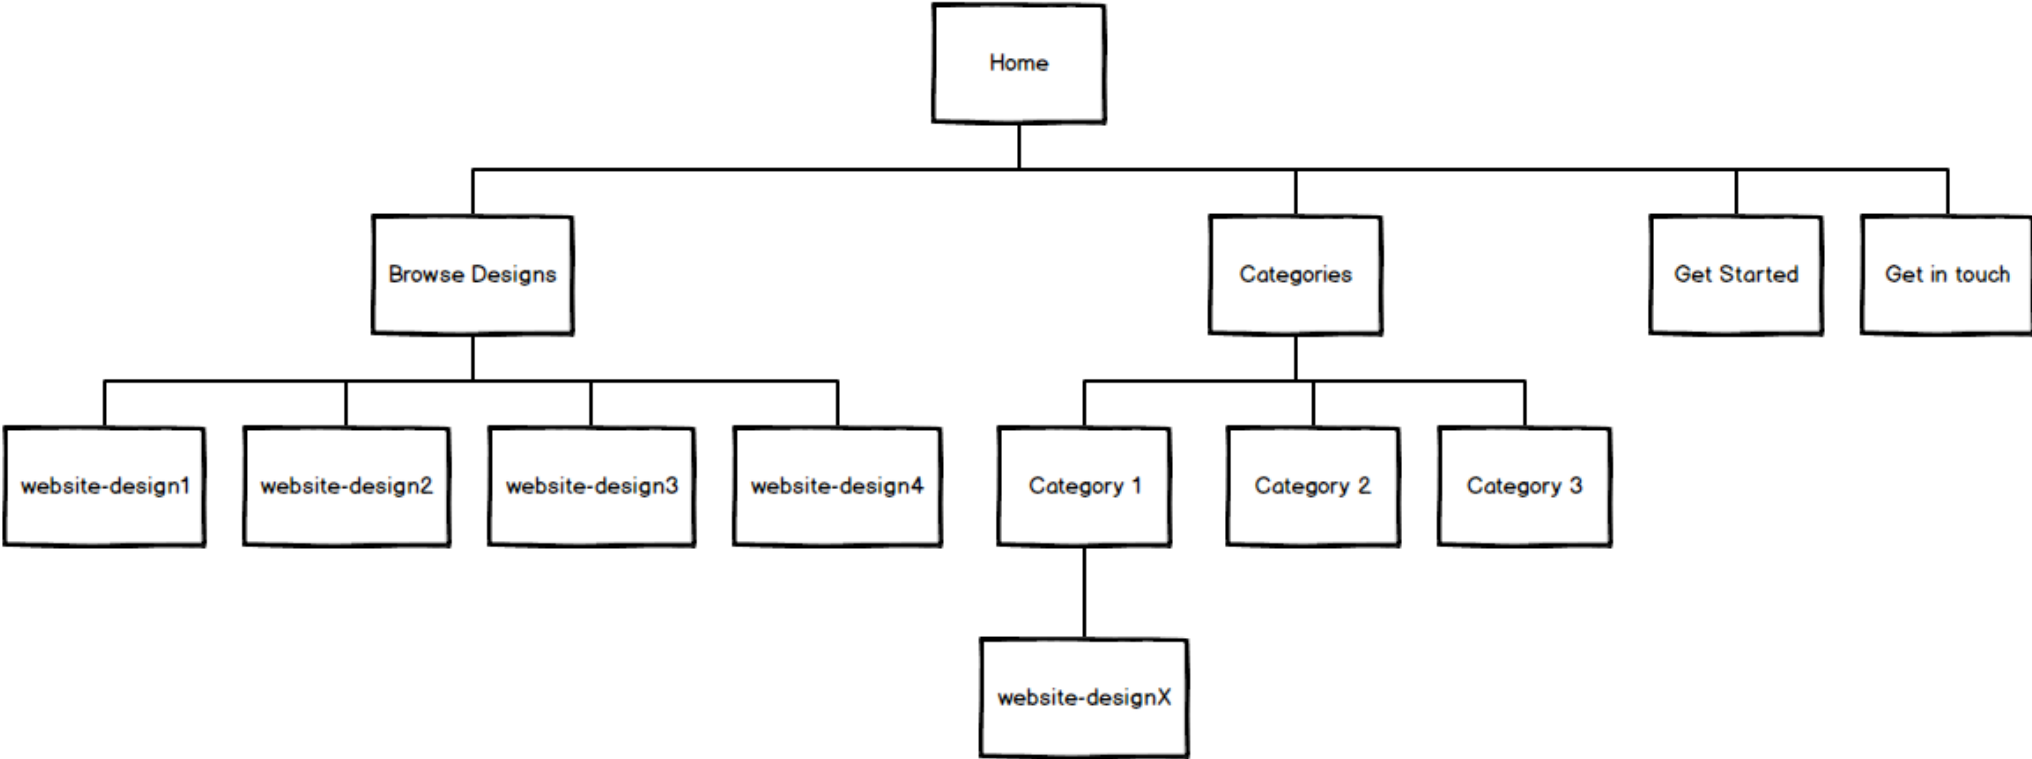 Home
Browse Designs
Categories
Get Started
Get in touch
website-design1
website-design2
website-design3
website-design4
Category 1
Category 2
Category 3
website-designX